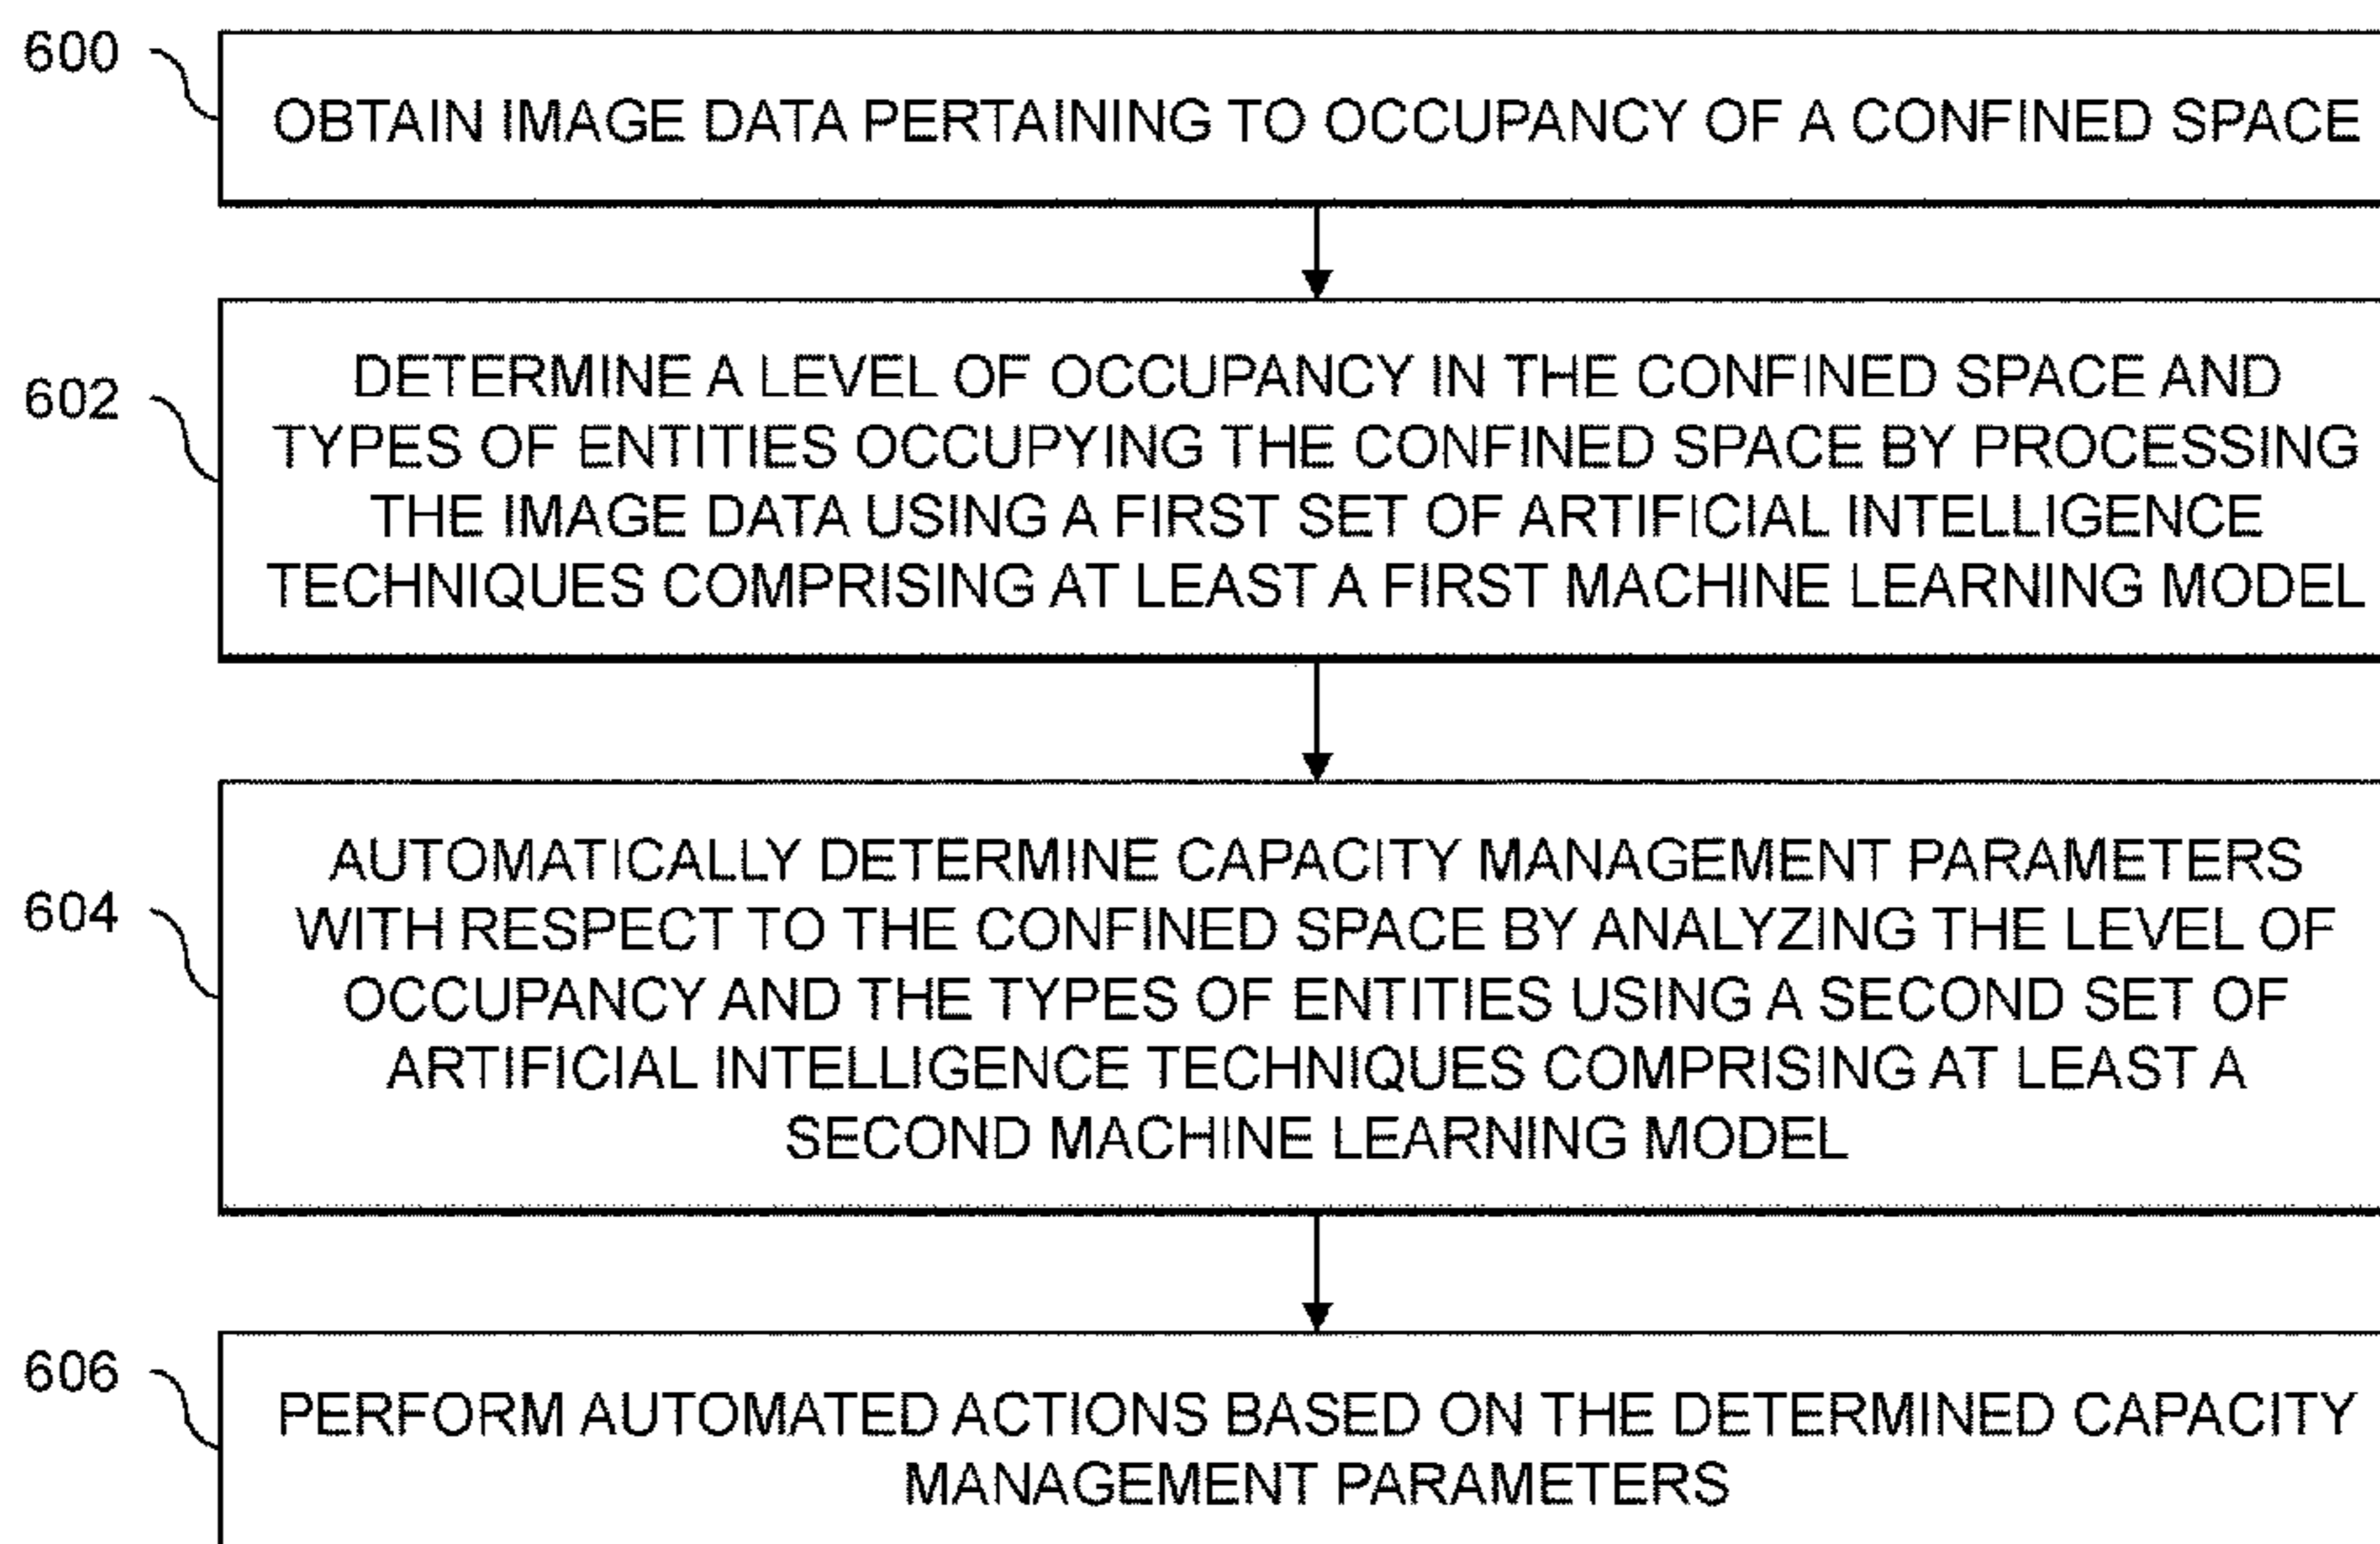 600
OBTAIN IMAGE DATA PERTAINING TO OCCUPANCY OF A CONFINED SPACE
602
DETERMINE A LEVEL OF OCCUPANCY IN THE CONFINED SPACE AND
TYPES OF ENTITIES OCCUPYING THE CONFINED SPACE BY PROCESSING
THE IMAGE DATA USING A FIRST SET OF ARTIFICIAL INTELLIGENCE
TECHNIQUES COMPRISING AT LEAST A FIRST MACHINE LEARNING MODEL
604
AUTOMATICALLY DETERMINE CAPACITY MANAGEMENT PARAMETERS
WITH RESPECT TO THE CONFINED SPACE BY ANALYZING THE LEVEL OF
OCCUPANCY AND THE TYPES OF ENTITIES USING A SECOND SET OF
ARTIFICIAL INTELLIGENCE TECHNIQUES COMPRISING AT LEAST A
SECOND MACHINE LEARNING MODEL
606
PERFORM AUTOMATED ACTIONS BASED ON THE DETERMINED CAPACITY
MANAGEMENT PARAMETERS